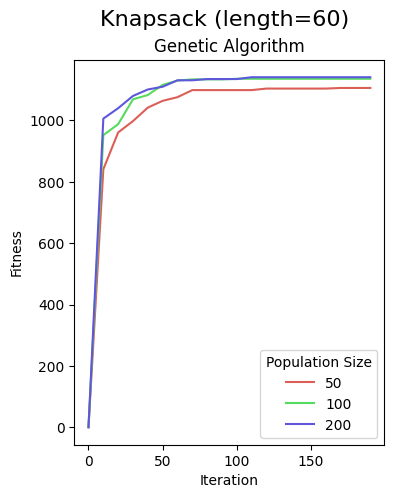 Knapsack (length=60)
Genetic Algorithm
1000
800
600
400
200
0
Fitness
Population Size
50
100
200
0 50 100 150
Iteration